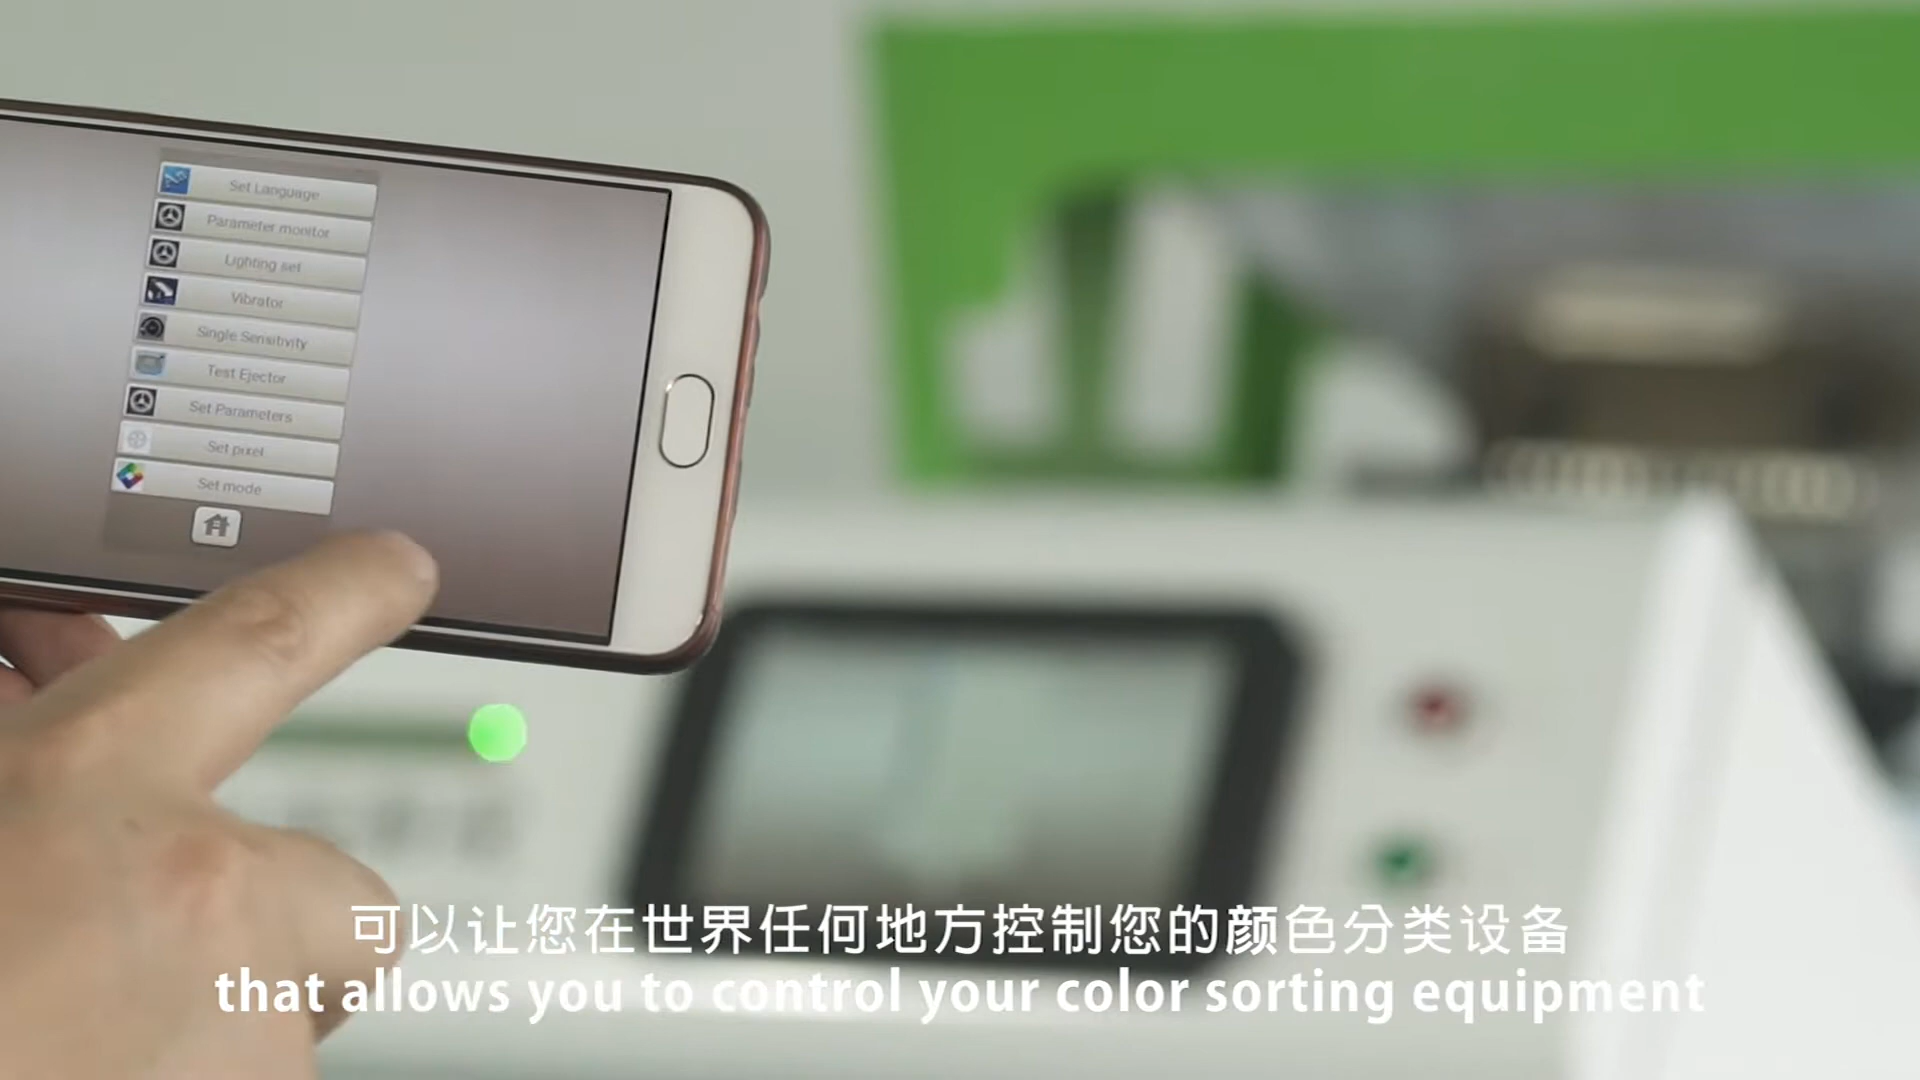 Set Language
Parameter monitor
Lighting set
Vibrator
Single Sensitivity
Test Ejector
Set Parameters
Set pixel
Set mode
可以让您在世界任何地方控制您的颜色分类设备
that allows you to control your color sorting equipment